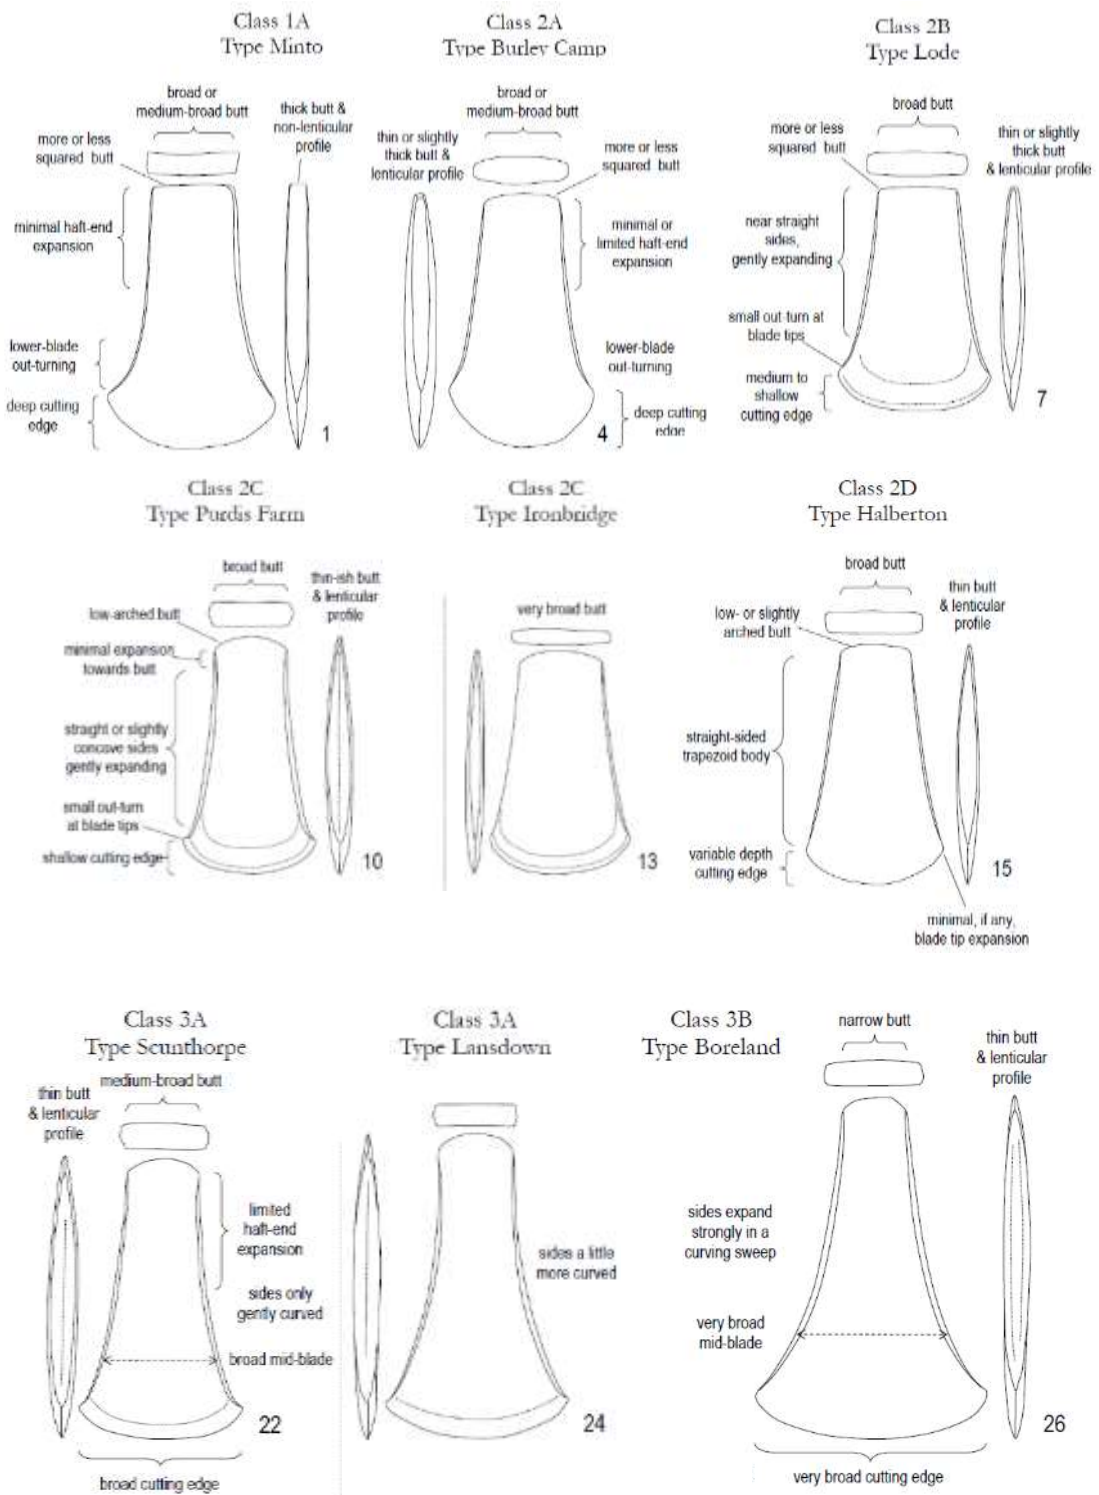 Class 1A
Type Minto
broad or
medium-broad butt
thick butt &
non-lenticular
profile
more or less
squared butt
minimal haft-end
expansion
lower-blade
out-turning
deep cutting
edge
1
Class 2A
Type Burley Camp
broad or
medium-broad butt
thin or slightly
thick butt &
lenticular profile
more or less
squared butt
minimal or
limited haft-end
expansion
lower-blade
out-turning
deep cutting
edge
4
Class 2B
Type Lode
broad butt
more or less
squared butt
thin or slightly
thick butt
& lenticular profile
near straight
sides,
gently expanding
small out-turn at
blade tips
medium to
shallow
cutting edge
7
Class 2C
Type Purdis Farm
broad butt
thin-ish butt
& lenticular
profile
low-arched butt
minimal expansion
towards butt
straight or slightly
concave sides
gently expanding
small out-turn
at blade tips
shallow cutting edge
10
Class 2C
Type Ironbridge
very broad butt
13
Class 2D
Type Halberton
broad butt
thin butt
& lenticular
profile
low- or slightly
arched butt
straight-sided
trapezoid body
variable depth
cutting edge
15
minimal, if any,
blade tip expansion
Class 3A
Type Scunthorpe
medium-broad butt
thin butt
& lenticular
profile
limited
haft-end
expansion
sides only
gently curved
broad mid-blade
22
broad cutting edge
Class 3A
Type Lansdown
sides a little
more curved
24
Class 3B
Type Boreland
narrow butt
thin butt
& lenticular
profile
sides expand
strongly in a
curving sweep
very broad
mid-blade
26
very broad cutting edge